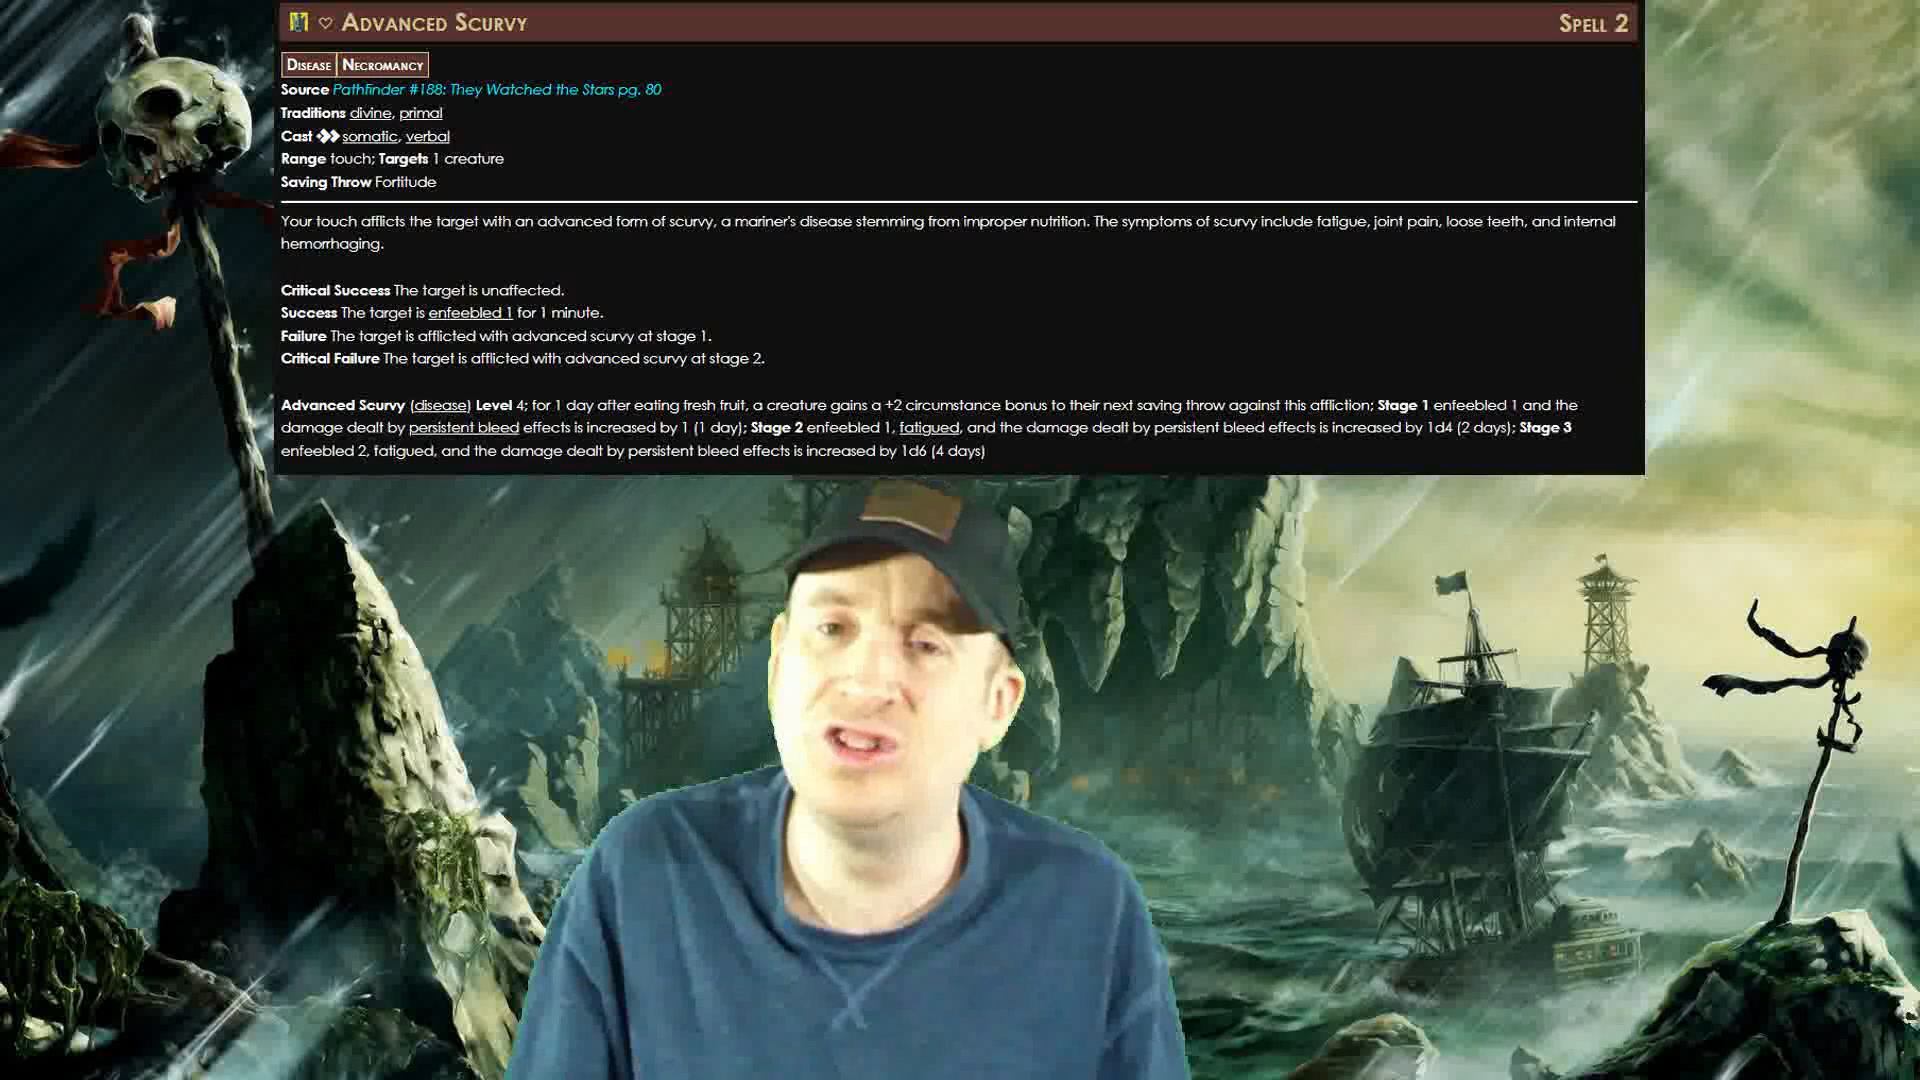 Advanced Scurvy Spell 2
Disease Necromancy
Source Pathfinder #188: They Watched the Stars pg. 80
Traditions divine, primal
Cast somatic, verbal
Range touch; Targets 1 creature
Saving Throw Fortitude
Your touch afflicts the target with an advanced form of scurvy, a mariner's disease stemming from improper nutrition. The symptoms of scurvy include fatigue, joint pain, loose teeth, and internal
hemorrhaging.
Critical Success The target is unaffected.
Success The target is enfeebled 1 for 1 minute.
Failure The target is afflicted with advanced scurvy at stage 1.
Critical Failure The target is afflicted with advanced scurvy at stage 2.
Advanced Scurvy (disease) Level 4; for 1 day after eating fresh fruit, a creature gains a +2 circumstance bonus to their next saving throw against this affliction; Stage 1 enfeebled 1 and the
damage dealt by persistent bleed effects is increased by 1 (1 day); Stage 2 enfeebled 1, fatigued, and the damage dealt by persistent bleed effects is increased by 1d4 (2 days); Stage 3
enfeebled 2, fatigued, and the damage dealt by persistent bleed effects is increased by 1d6 (4 days)